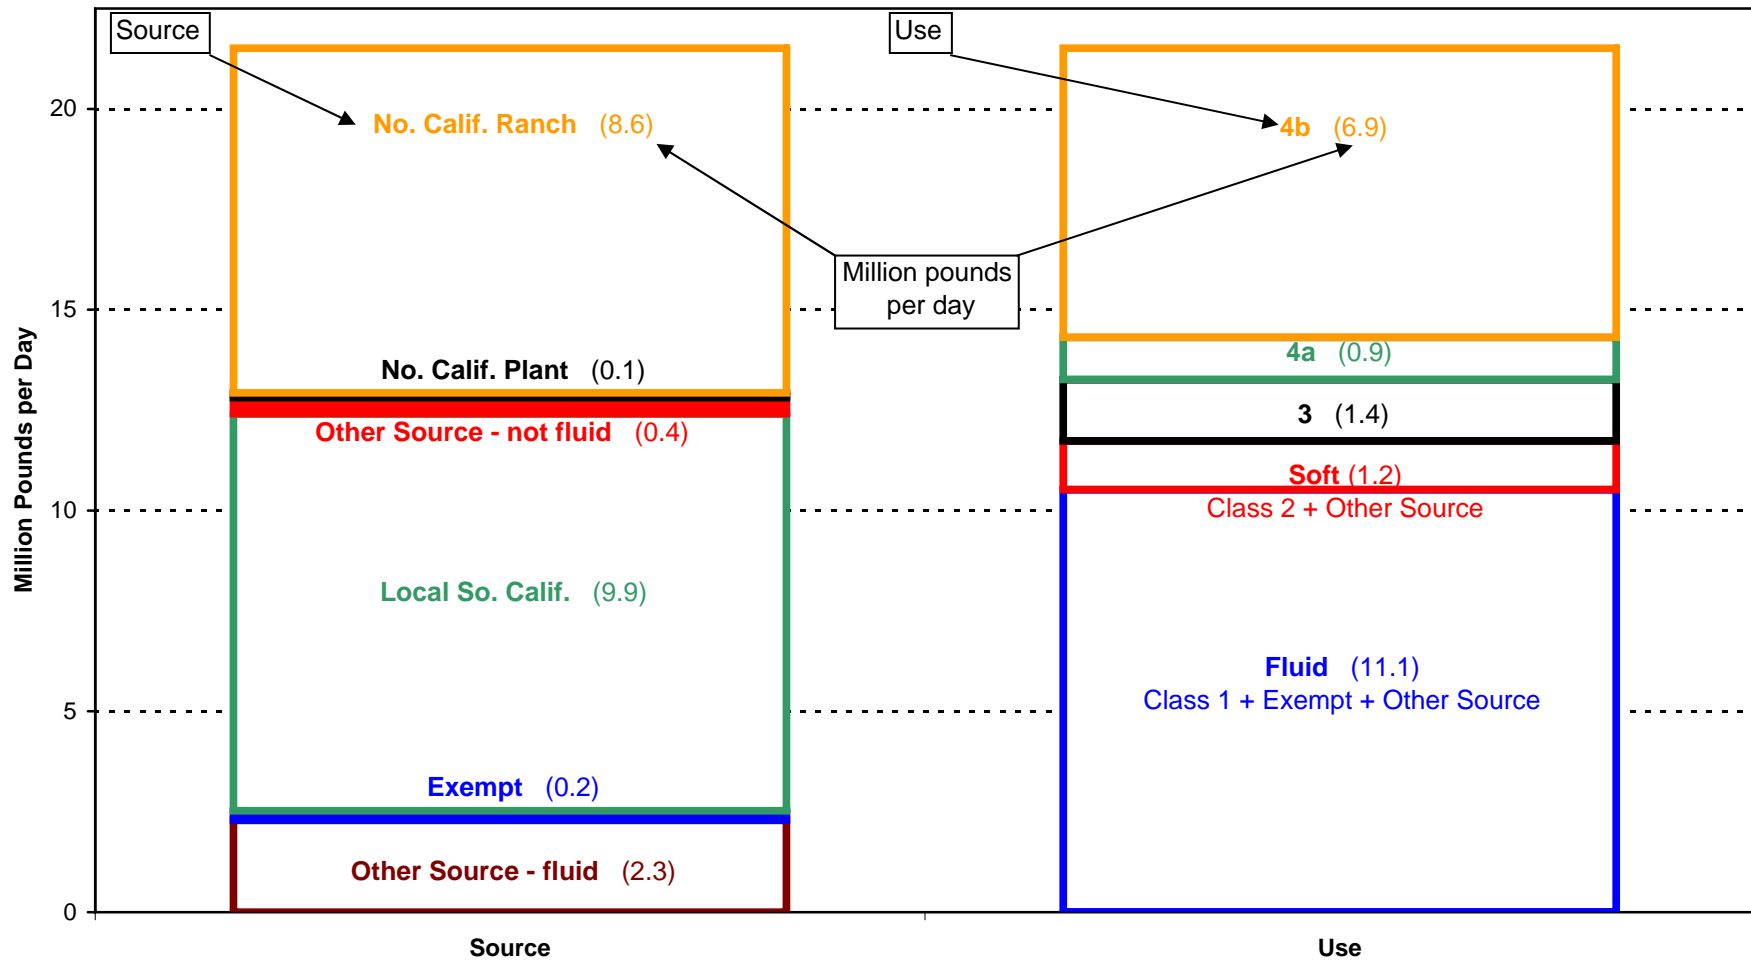 Source
Use
20
No. Calif. Ranch (8.6)
4b (6.9)
Million pounds
per day
15
4a (0.9)
No. Calif. Plant (0.1)
3 (1.4)
Other Source - not fluid (0.4)
Soft (1.2)
10
Class 2 + Other Source
Local So. Calif. (9.9)
Fluid (11.1)
Class 1 + Exempt + Other Source
5
Exempt (0.2)
Other Source - fluid (2.3)
0
Million Pounds per Day
Source
Use